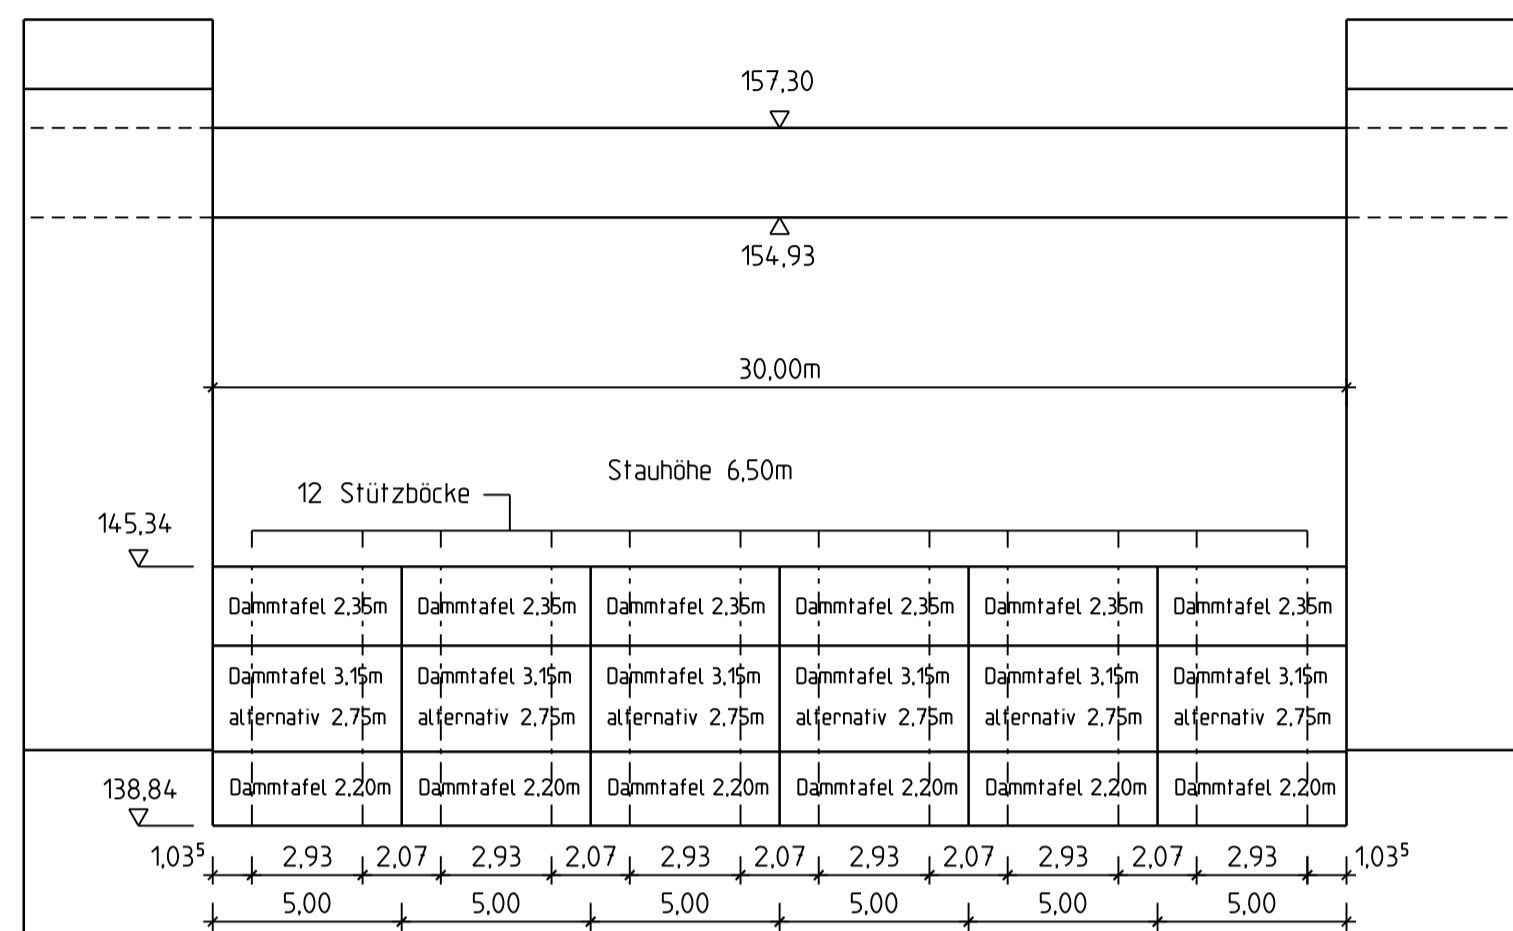 157,30
154,93
30,00m
Stauhöhe 6,50m
12 Stützböcke
145,34
Dammtafel 2,35m Dammtafel 2,35m Dammtafel 2,35m Dammtafel 2,35m Dammtafel 2,35m Dammtafel 2,35m
Dammtafel 3,15m Dammtafel 3,15m Dammtafel 3,15m Dammtafel 3,15m Dammtafel 3,15m Dammtafel 3,15m
alternativ 2,75m alternativ 2,75m alternativ 2,75m alternativ 2,75m alternativ 2,75m alternativ 2,75m
138,84
Dammtafel 2,20m Dammtafel 2,20m Dammtafel 2,20m Dammtafel 2,20m Dammtafel 2,20m Dammtafel 2,20m
1,03⁵ 2,93 2,07 2,93 2,07 2,93 2,07 2,93 2,07 2,93 2,07 2,93 1,03⁵
5,00 5,00 5,00 5,00 5,00 5,00